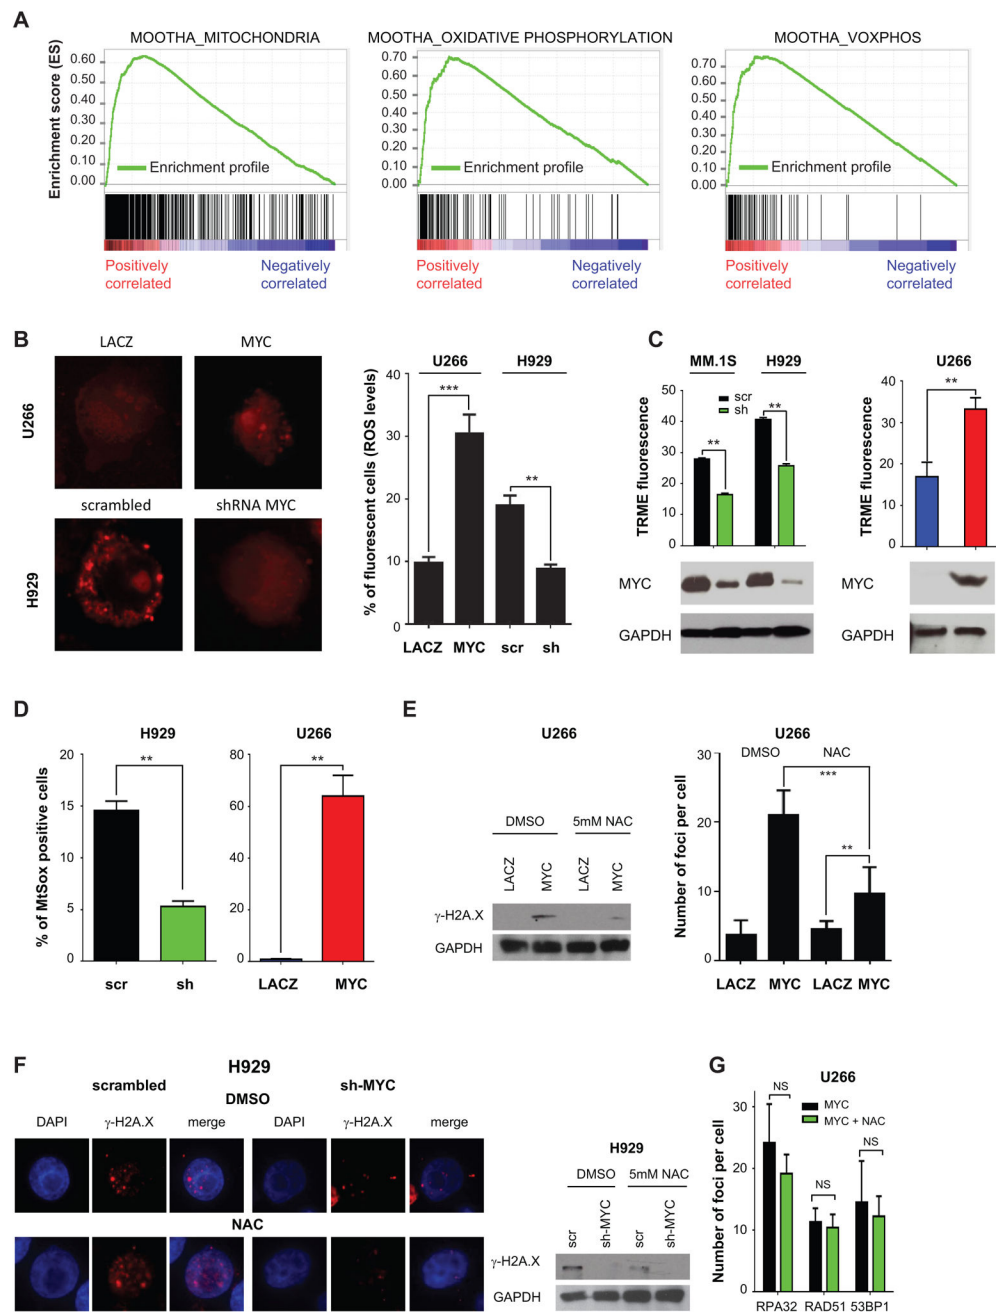 A
MOOTHA_MITOCHONDRIA
MOOTHA_OXIDATIVE PHOSPHORYLATION
MOOTHA_VOXPHOS
Enrichment score (ES)
0.60
0.50
0.40
0.30
0.20
0.10
0.00
Enrichment profile
Positively correlated
Negatively correlated
0.70
0.60
0.50
0.40
0.30
0.20
0.10
0.00
Enrichment profile
Positively correlated
Negatively correlated
0.70
0.60
0.50
0.40
0.30
0.20
0.10
0.00
Enrichment profile
Positively correlated
Negatively correlated
B
LACZ MYC
U266
scrambled shRNA MYC
H929
U266 H929
% of fluorescent cells (ROS levels)
40
30
20
10
0
***
**
LACZ MYC scr sh
C
MM.1S H929
TRME fluorescence
50
40
30
20
10
0
scr
sh
**
**
MYC
GAPDH
U266
TRME fluorescence
40
30
20
10
0
**
MYC
GAPDH
D
H929
% of MtSox positive cells
20
15
10
5
0
**
scr sh
U266
80
60
40
20
0
**
LACZ MYC
E
U266
DMSO 5mM NAC
LACZ MYC LACZ MYC
γ-H2A.X
GAPDH
U266
DMSO NAC
Number of foci per cell
30
20
10
0
***
**
LACZ MYC LACZ MYC
F
H929
scrambled sh-MYC
DMSO
DAPI γ-H2A.X merge DAPI γ-H2A.X merge
NAC
H929
DMSO 5mM NAC
scr sh-MYC scr sh-MYC
γ-H2A.X
GAPDH
G
U266
Number of foci per cell
30
20
10
0
MYC
MYC + NAC
NS
NS
NS
RPA32 RAD51 53BP1